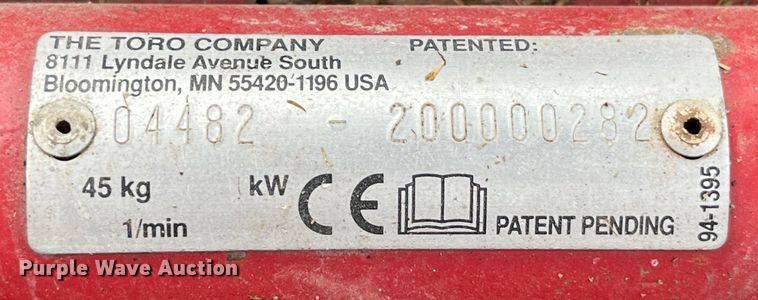 THE TORO COMPANY PATENTED:
8111 Lyndale Avenue South
Bloomington, MN 55420-1196 USA
04482 - 200000282
45 kg kW CE
1/min PATENT PENDING
94-1395
Purple Wave Auction